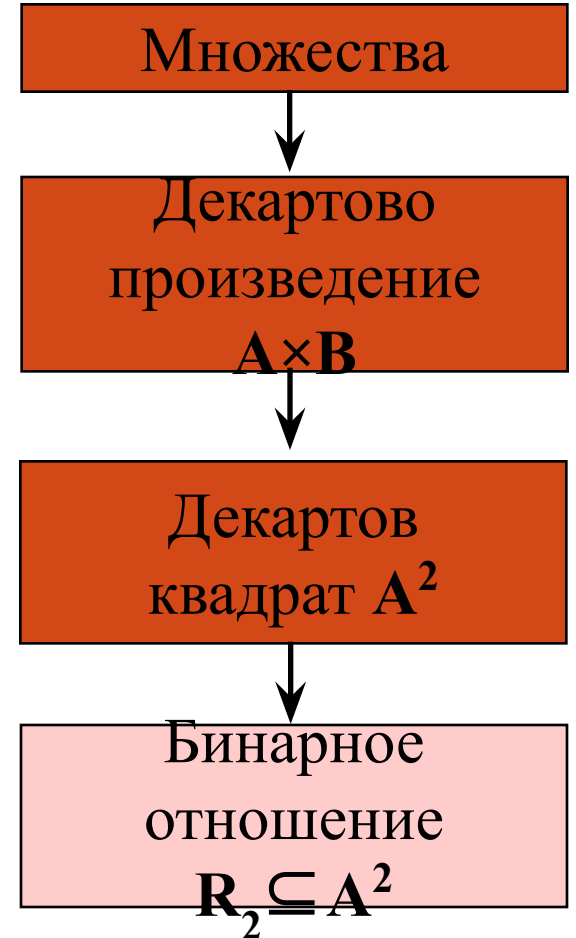 Множества
Декартово
произведение
A×B
Декартов
квадрат A²
Бинарное
отношение
R₂⊆A²